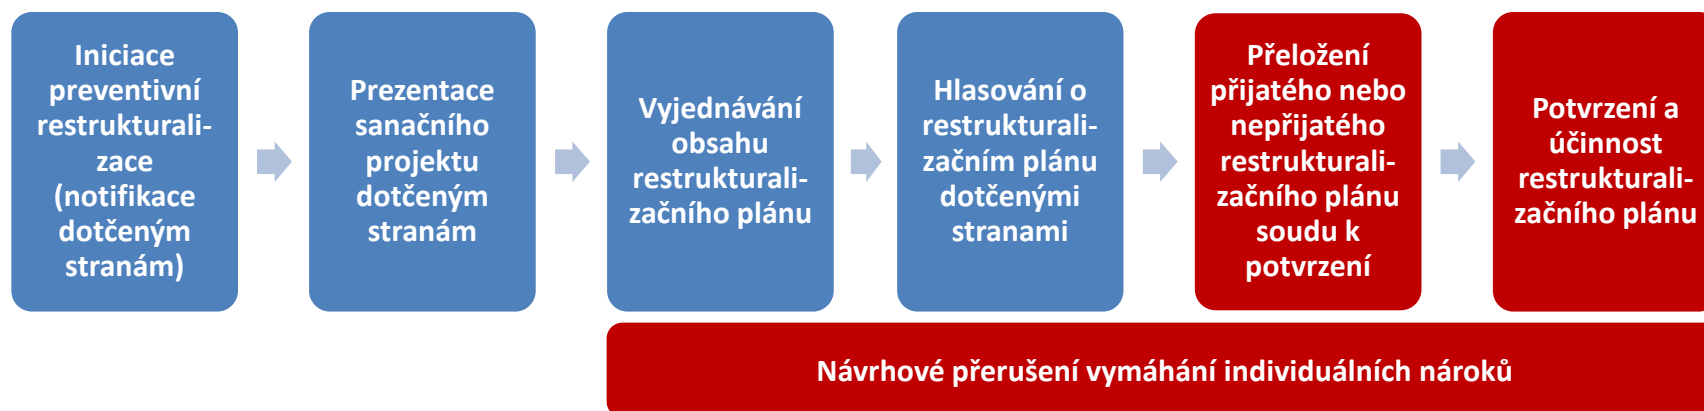 Iniciace
preventivní
restrukturali-
zace
(notifikace
dotčeným
stranám)
Prezentace
sanačního
projektu
dotčeným
stranám
Vyjednávání
obsahu
restrukturali-
začního plánu
Hlasování o
restrukturali-
začním plánu
dotčenými
stranami
Přeložení
přijatého nebo
nepřijatého
restrukturali-
začního plánu
soudu k
potvrzení
Potvrzení a
účinnost
restrukturali-
začního plánu
Návrhové přerušení vymáhání individuálních nároků